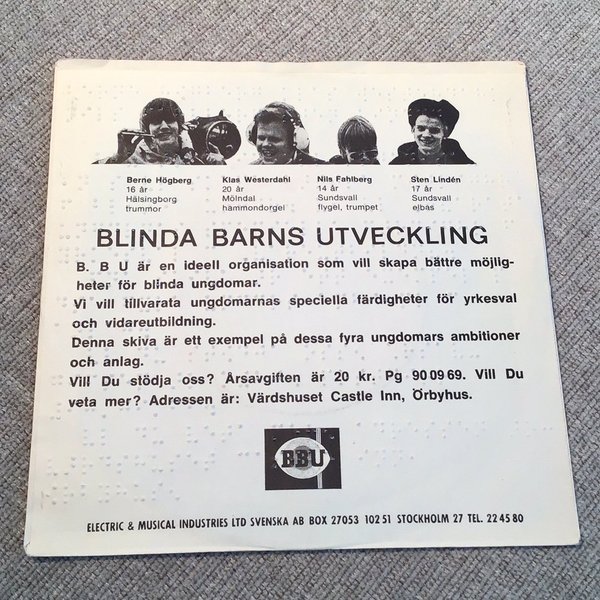 Berne Högberg
16 år
Hälsingborg
trummor
Klas Westerdahl
20 år
Mölndal
hammondorgel
Nils Fahlberg
14 år
Sundsvall
flygel, trumpet
Sten Lindén
17 år
Sundsvall
elbas
BLINDA BARNS UTVECKLING
B. B U är en ideell organisation som vill skapa bättre möjlig-
heter för blinda ungdomar.
Vi vill tillvarata ungdomarnas speciella färdigheter för yrkesval
och vidareutbildning.
Denna skiva är ett exempel på dessa fyra ungdomars ambitioner
och anlag.
Vill Du stödja oss? Årsavgiften är 20 kr. Pg 90 09 69. Vill Du
veta mer? Adressen är: Värdshuset Castle Inn, Örbyhus.
BBU
ELECTRIC & MUSICAL INDUSTRIES LTD SVENSKA AB BOX 27053 102 51 STOCKHOLM 27 TEL. 22 45 80